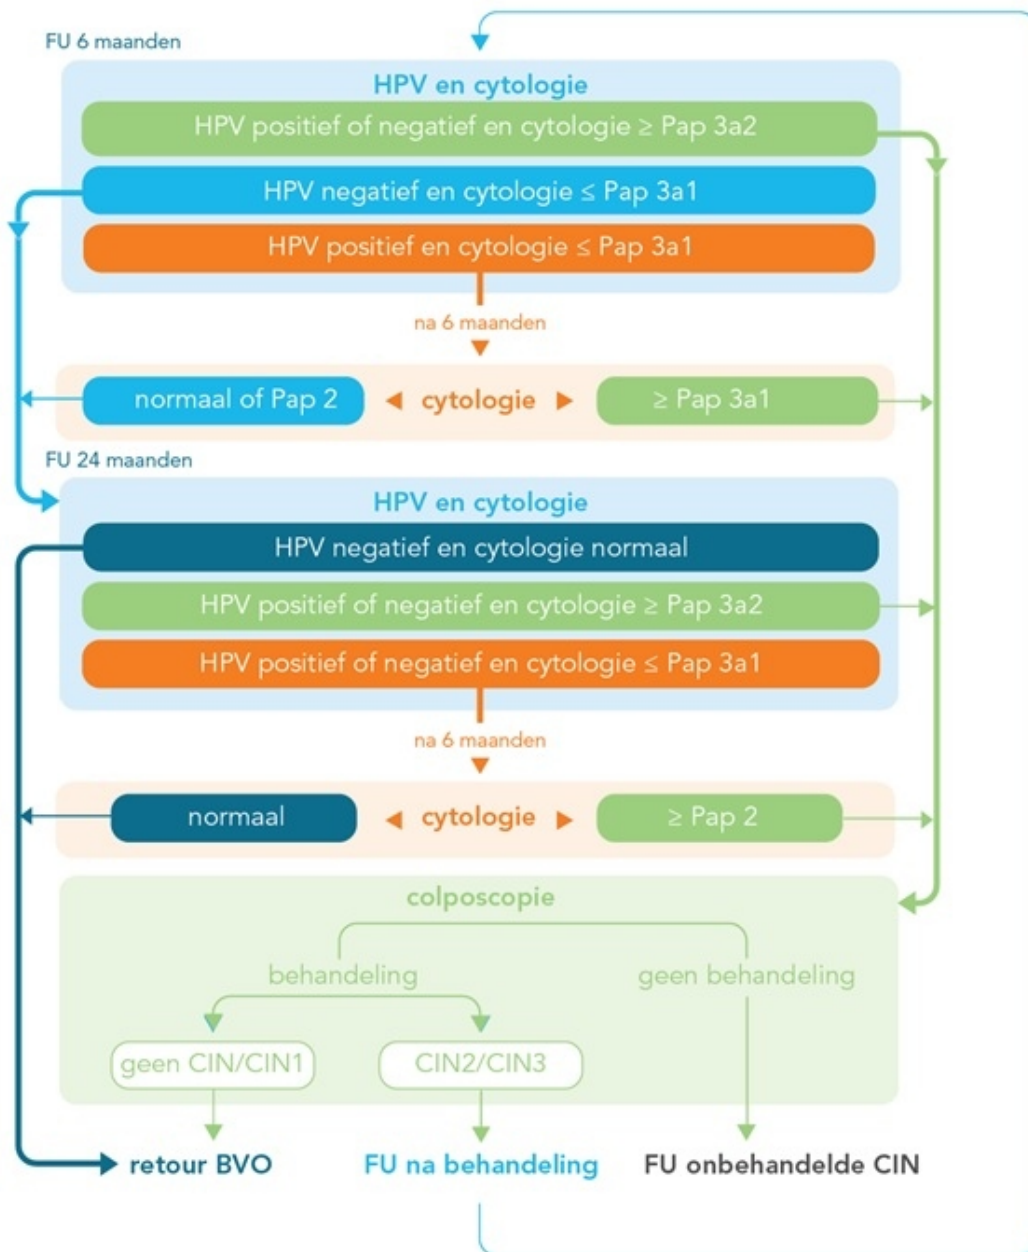 FU 6 maanden
HPV en cytologie
HPV positief of negatief en cytologie ≥ Pap 3a2
HPV negatief en cytologie ≤ Pap 3a1
HPV positief en cytologie ≤ Pap 3a1
na 6 maanden
normaal of Pap 2
cytologie
≥ Pap 3a1
FU 24 maanden
HPV en cytologie
HPV negatief en cytologie normaal
HPV positief of negatief en cytologie ≥ Pap 3a2
HPV positief of negatief en cytologie ≤ Pap 3a1
na 6 maanden
normaal
cytologie
≥ Pap 2
colposcopie
behandeling
geen behandeling
geen CIN/CIN1
CIN2/CIN3
retour BVO
FU na behandeling
FU onbehandelde CIN